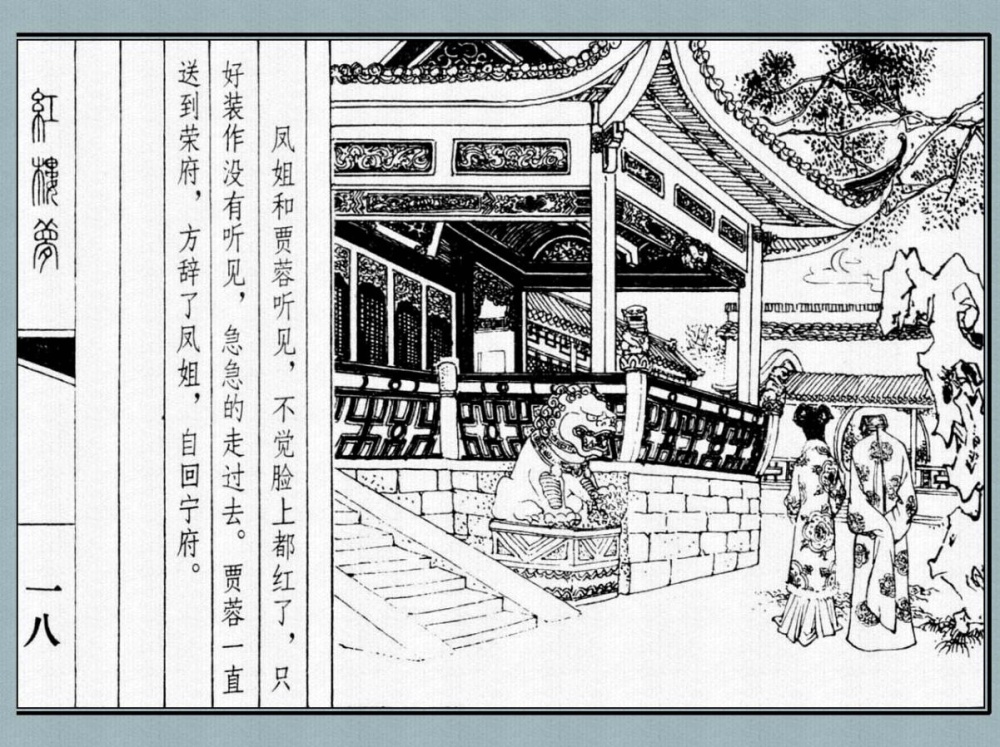 凤姐和贾蓉听见，不觉脸上都红了，只
好装作没有听见，急急的走过去。贾蓉一直
送到荣府，方辞了凤姐，自回宁府。
紅樓夢
一八